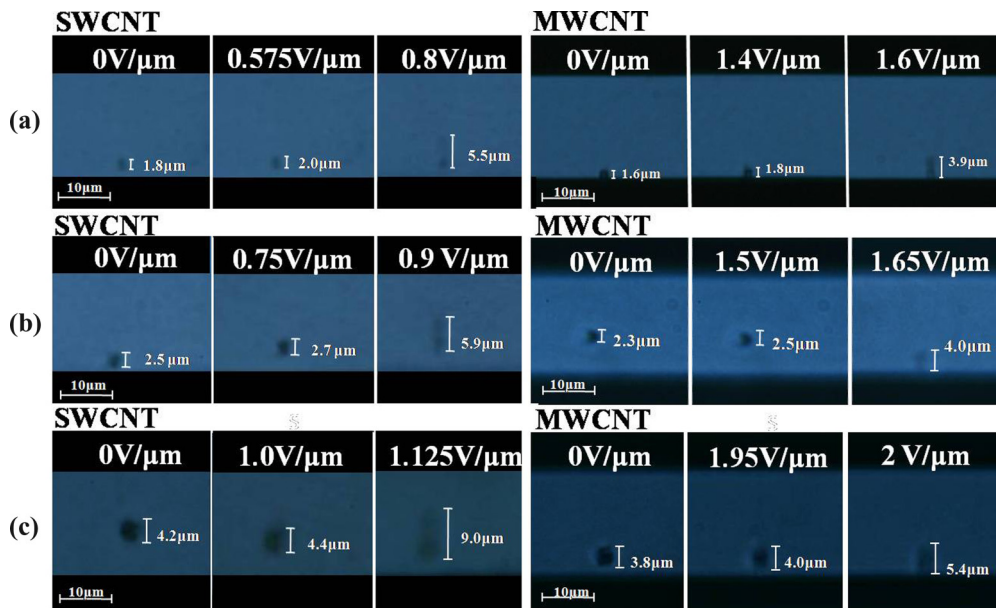 SWCNT
MWCNT
0V/µm 0.575V/µm 0.8V/µm
0V/µm 1.4V/µm 1.6V/µm
(a)
1.8µm 2.0µm 5.5µm
1.6µm 1.8µm 3.9µm
10µm
10µm
SWCNT
MWCNT
0V/µm 0.75V/µm 0.9 V/µm
0V/µm 1.5V/µm 1.65V/µm
(b)
2.5µm 2.7 µm 5.9µm
2.3µm 2.5µm 4.0µm
10µm
10µm
SWCNT
MWCNT
0V/µm 1.0V/µm 1.125V/µm
0V/µm 1.95V/µm 2 V/µm
(c)
4.2µm 4.4µm 9.0µm
3.8µm 4.0µm 5.4µm
10µm
10µm